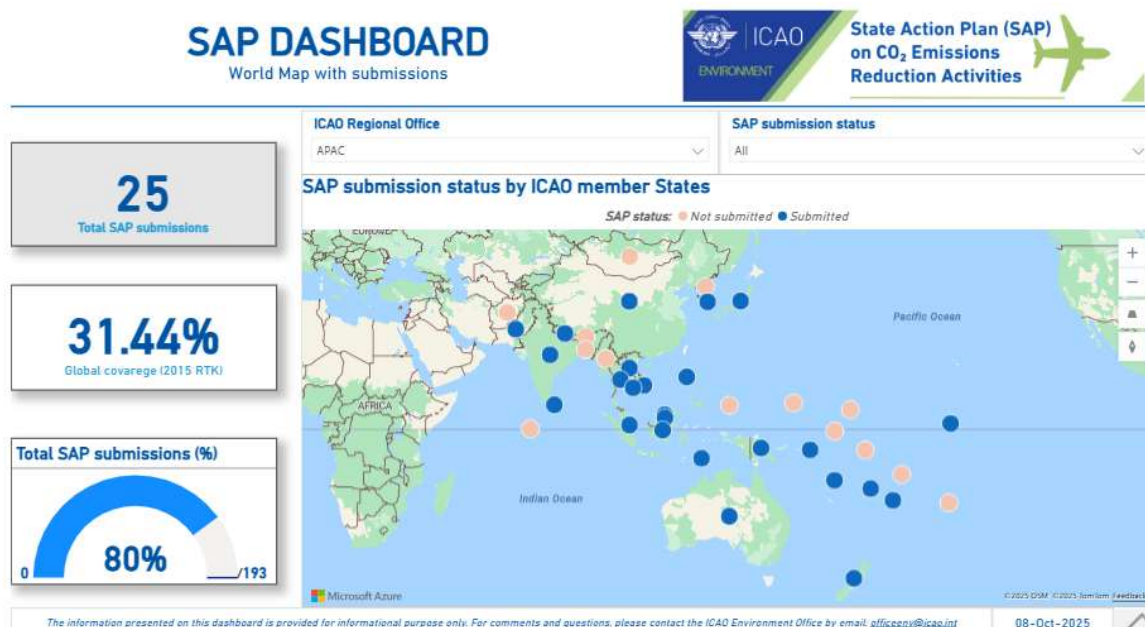 SAP DASHBOARD
World Map with submissions
ICAO
ENVIRONMENT
State Action Plan (SAP)
on CO₂ Emissions
Reduction Activities
ICAO Regional Office
APAC
SAP submission status
All
25
Total SAP submissions
31.44%
Global covarege (2015 RTK)
Total SAP submissions (%)
80%
0
/193
SAP submission status by ICAO member States
SAP status: Not submitted Submitted
EUROPE
AFRICA
Pacific Ocean
Indian Ocean
Microsoft Azure
©2025 OSM ©2025 TomTom Feedback
The information presented on this dashboard is provided for informational purpose only. For comments and questions, please contact the ICAO Environment Office by email: officeenv@icao.int
08-Oct-2025